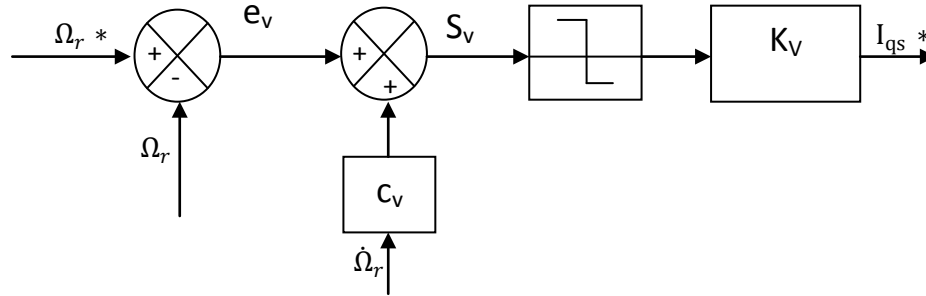 Ω_r *
+
-
Ω_r
e_v
+
+
S_v
C_v
Ω̇_r
K_V
I_qs *